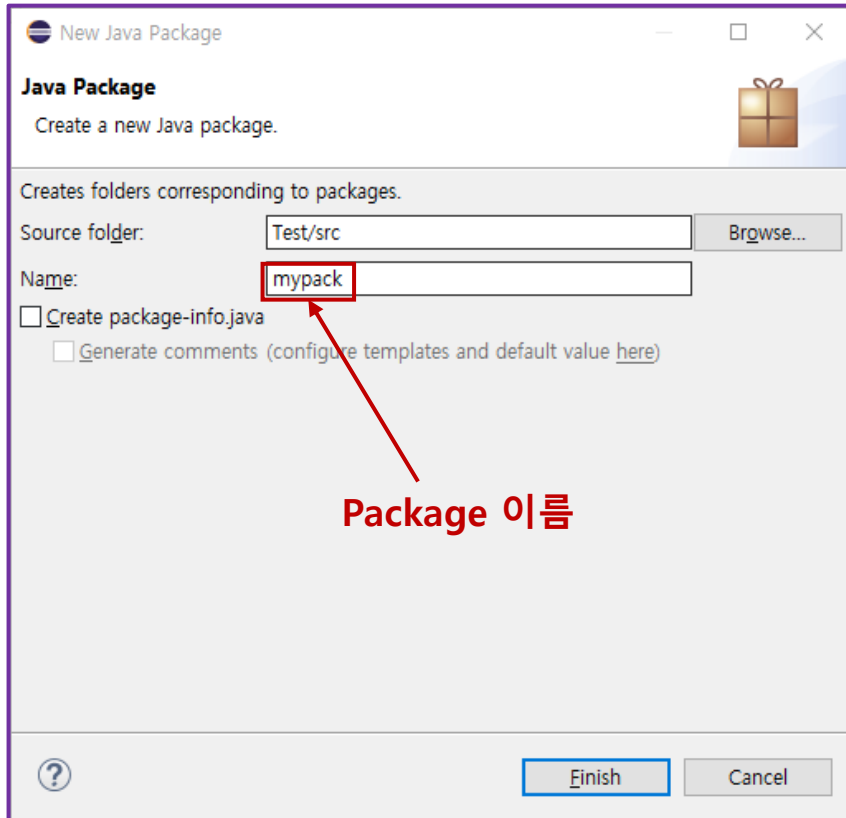 New Java Package
Java Package
Create a new Java package.
Creates folders corresponding to packages.
Source folder: Test/src Browse...
Name: mypack
Create package-info.java
Generate comments (configure templates and default value here)
Package 이름
Finish Cancel